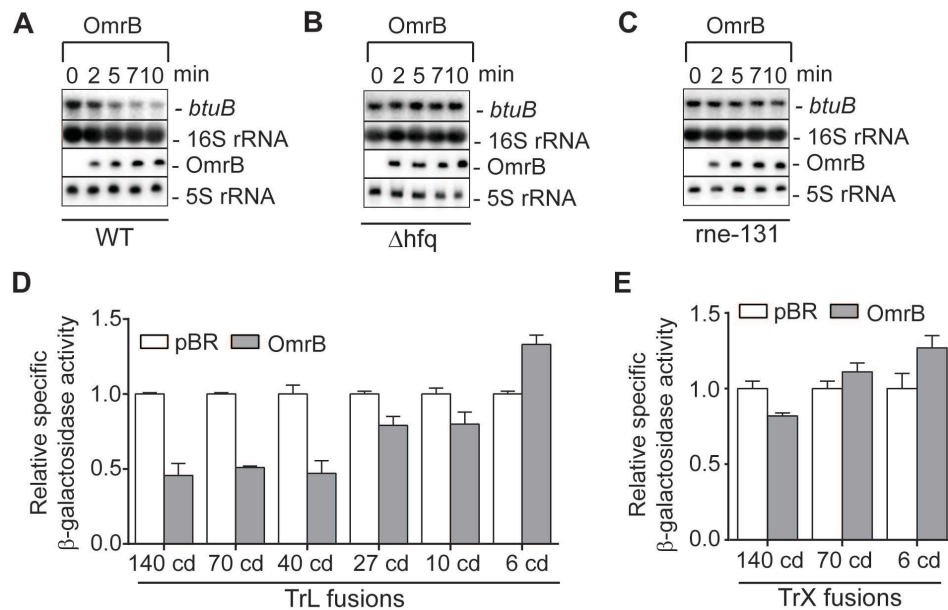 A
OmrB
0 2 5 7 10 min
- btuB
- 16S rRNA
- OmrB
- 5S rRNA
WT
B
OmrB
0 2 5 7 10 min
- btuB
- 16S rRNA
- OmrB
- 5S rRNA
Δhfq
C
OmrB
0 2 5 7 10 min
- btuB
- 16S rRNA
- OmrB
- 5S rRNA
rne-131
D
Relative specific
β-galactosidase activity
1.5
1.0
0.5
0.0
pBR OmrB
140 cd 70 cd 40 cd 27 cd 10 cd 6 cd
TrL fusions
E
Relative specific
β-galactosidase activity
1.5
1.0
0.5
0.0
pBR OmrB
140 cd 70 cd 6 cd
TrX fusions